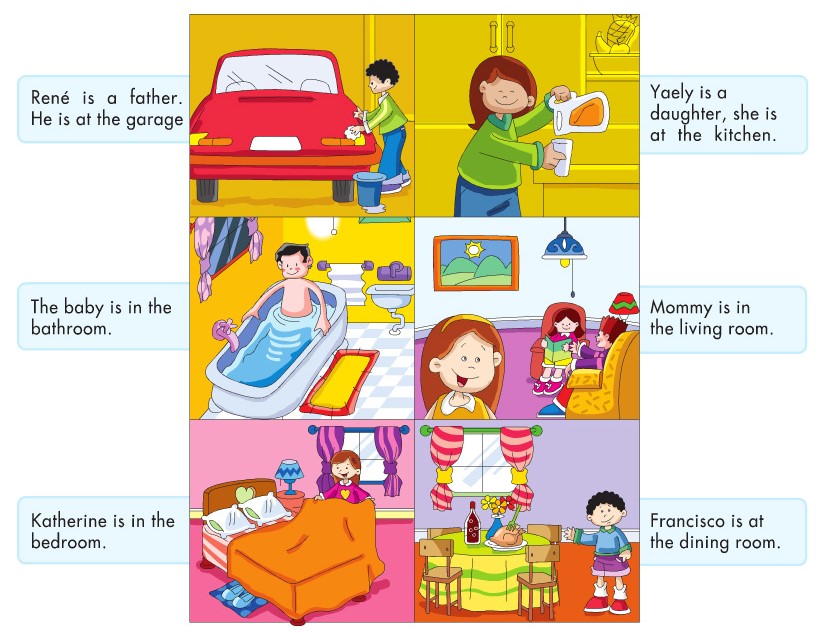 René is a father.
He is at the garage
Yaely is a
daughter, she is
at the kitchen.
The baby is in the
bathroom.
Mommy is in
the living room.
Katherine is in the
bedroom.
Francisco is at
the dining room.